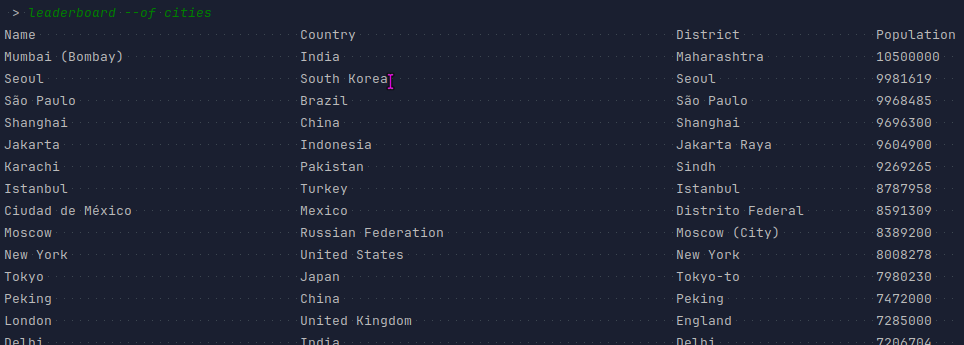 > leaderboard --of cities
Name Country District Population
Mumbai (Bombay) India Maharashtra 10500000
Seoul South Korea Seoul 9981619
São Paulo Brazil São Paulo 9968485
Shanghai China Shanghai 9696300
Jakarta Indonesia Jakarta Raya 9604900
Karachi Pakistan Sindh 9269265
Istanbul Turkey Istanbul 8787958
Ciudad de México Mexico Distrito Federal 8591309
Moscow Russian Federation Moscow (City) 8389200
New York United States New York 8008278
Tokyo Japan Tokyo-to 7980230
Peking China Peking 7472000
London United Kingdom England 7285000
Delhi India Delhi 7206704